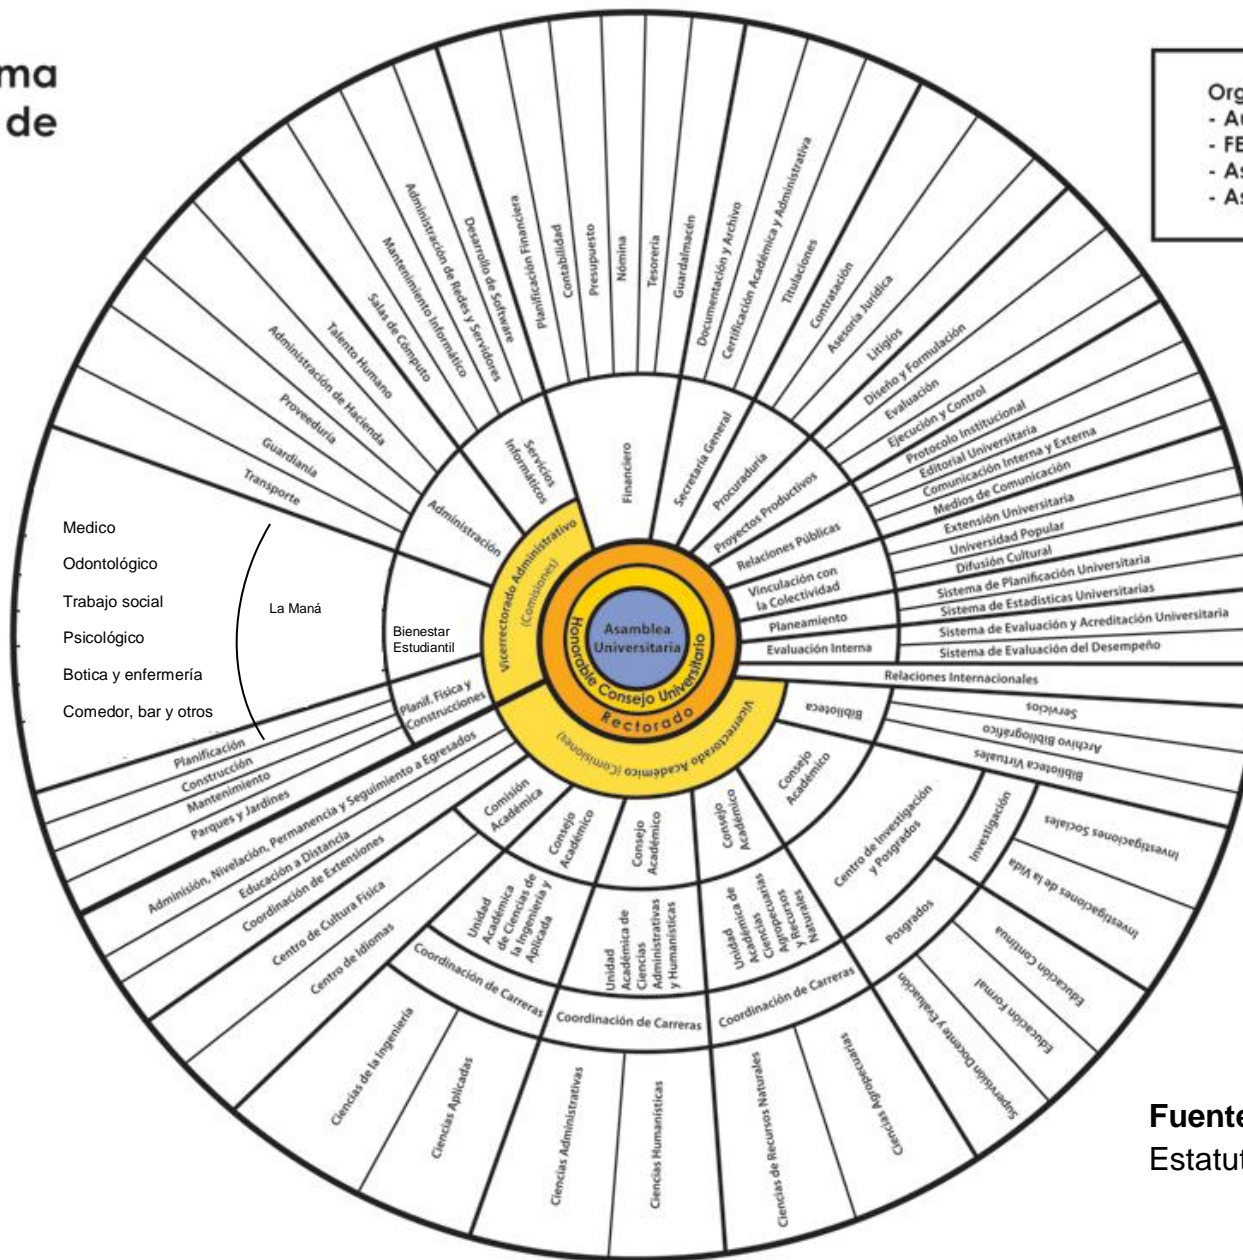 ma
de
Org
- Au
- FE
- As
- As
Fuente
Estatut
Asamblea
Universitaria
Honorable Consejo Universitario
Rectorado
Vicerrectorado Administrativo
(Comisiones)
Vicerrectorado Académico (Comisiones)
Medico
Odontológico
Trabajo social
Psicológico
Botica y enfermería
Comedor, bar y otros
La Maná
Bienestar
Estudiantil
Transporte
Guardianía
Proveeduría
Administración de Hacienda
Talento Humano
Administración
Salas de Cómputo
Mantenimiento Informático
Administración de Redes y Servidores
Desarrollo de Software
Servicios
Informáticos
Planificación Financiera
Contabilidad
Presupuesto
Nómina
Tesorería
Guardalmacén
Financiero
Documentación y Archivo
Certificación Académica y Administrativa
Titulaciones
Secretaría General
Contratación
Asesoría Jurídica
Litigios
Procuraduría
Diseño y Formulación
Evaluación
Ejecución y Control
Proyectos Productivos
Protocolo Institucional
Editorial Universitaria
Comunicación Interna y Externa
Medios de Comunicación
Relaciones Públicas
Extensión Universitaria
Universidad Popular
Difusión Cultural
Vinculación con
la Colectividad
Sistema de Planificación Universitaria
Sistema de Estadisticas Universitarias
Planeamiento
Sistema de Evaluación y Acreditación Universitaria
Sistema de Evaluación del Desempeño
Evaluación Interna
Relaciones Internacionales
Servicios
Archivo Bibliográfico
Biblioteca Virtuales
Biblioteca
Consejo
Académico
Centro de Investigación
y Posgrados
Investigación
Investigaciones Sociales
Investigaciones de la Vida
Posgrados
Educación Continua
Educación Formal
Supervisión Docente y Evaluación
Consejo
Académico
Unidad
Académica de
Ciencias
Agropecuarias
y Recursos
Naturales
Coordinación de Carreras
Ciencias Agropecuarias
Ciencias de Recursos Naturales
Consejo
Académico
Unidad
Académica de
Ciencias
Administrativas
y Humanísticas
Coordinación de Carreras
Ciencias Humanísticas
Ciencias Administrativas
Consejo
Académico
Unidad
Académica
de Ciencias de
la Ingeniería y
Aplicada
Coordinación de Carreras
Ciencias Aplicadas
Ciencias de la Ingeniería
Comisión
Académica
Centro de Idiomas
Centro de Cultura Física
Coordinación de Extensiones
Educación a Distancia
Admisión, Nivelación, Permanencia y Seguimiento a Egresados
Planif. Física y
Construcciones
Parques y Jardines
Mantenimiento
Construcción
Planificación